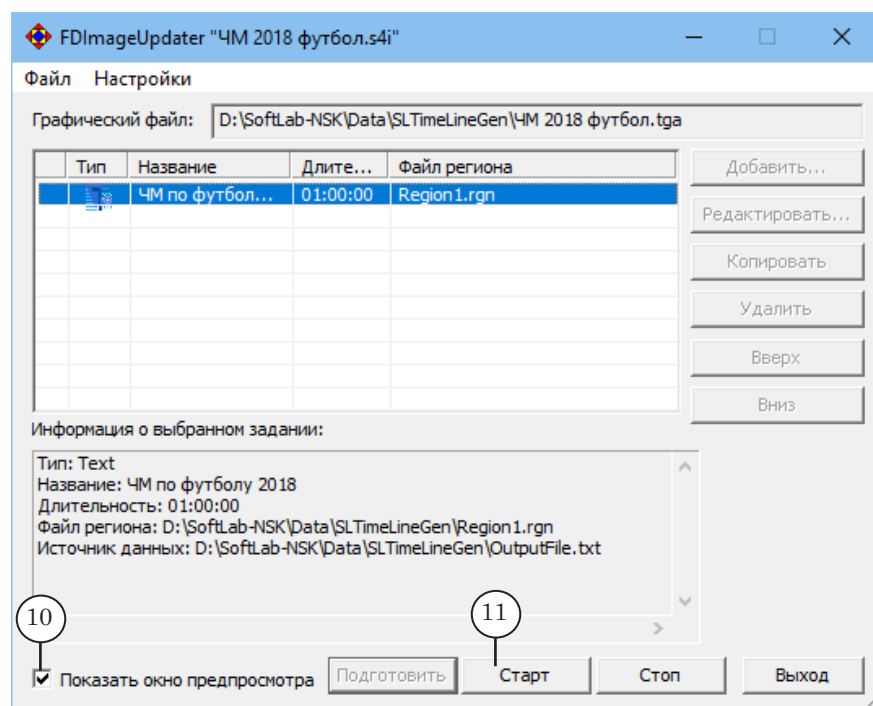 FDImageUpdater "ЧМ 2018 футбол.s4i"
Файл Настройки
Графический файл: D:\SoftLab-NSK\Data\SLTimeLineGen\ЧМ 2018 футбол.tga
Тип Название Длите... Файл региона
ЧМ по футбол... 01:00:00 Region1.rgn
Добавить...
Редактировать...
Копировать
Удалить
Вверх
Вниз
Информация о выбранном задании:
Тип: Text
Название: ЧМ по футболу 2018
Длительность: 01:00:00
Файл региона: D:\SoftLab-NSK\Data\SLTimeLineGen\Region1.rgn
Источник данных: D:\SoftLab-NSK\Data\SLTimeLineGen\OutputFile.txt
10
11
Показать окно предпросмотра Подготовить Старт Стоп Выход